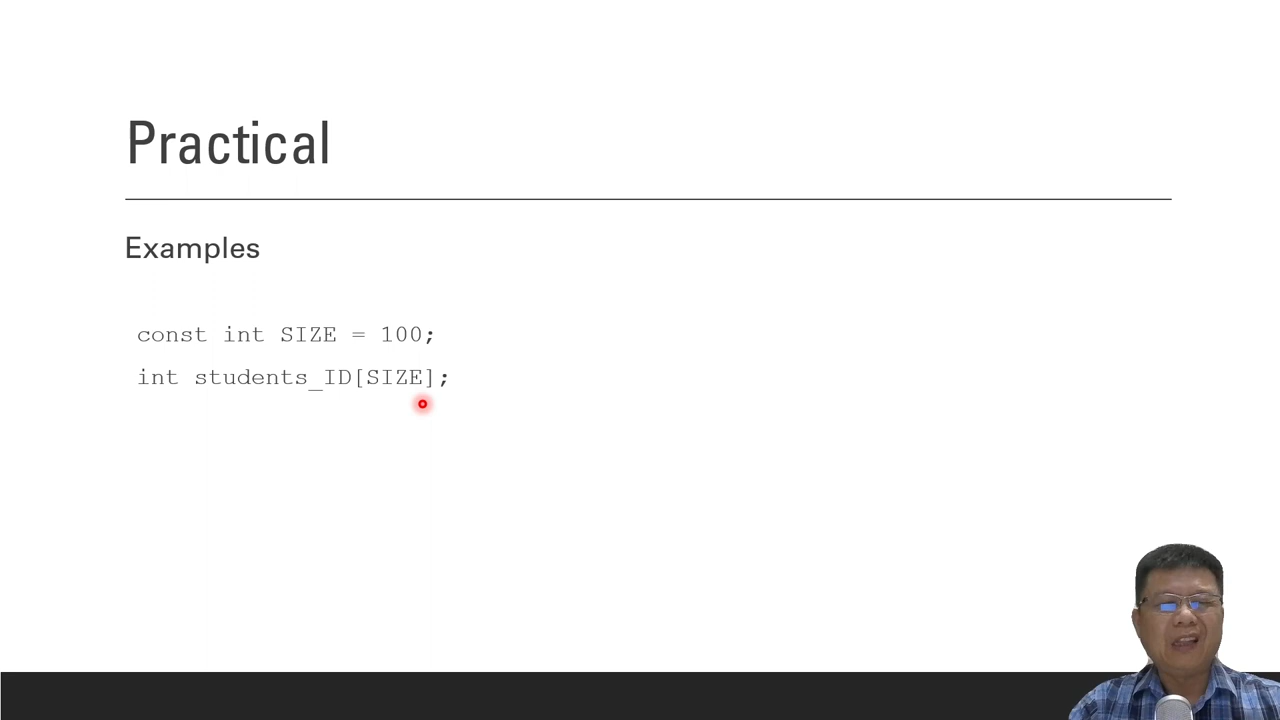 Practical
Examples
const int SIZE = 100;
int students_ID[SIZE];